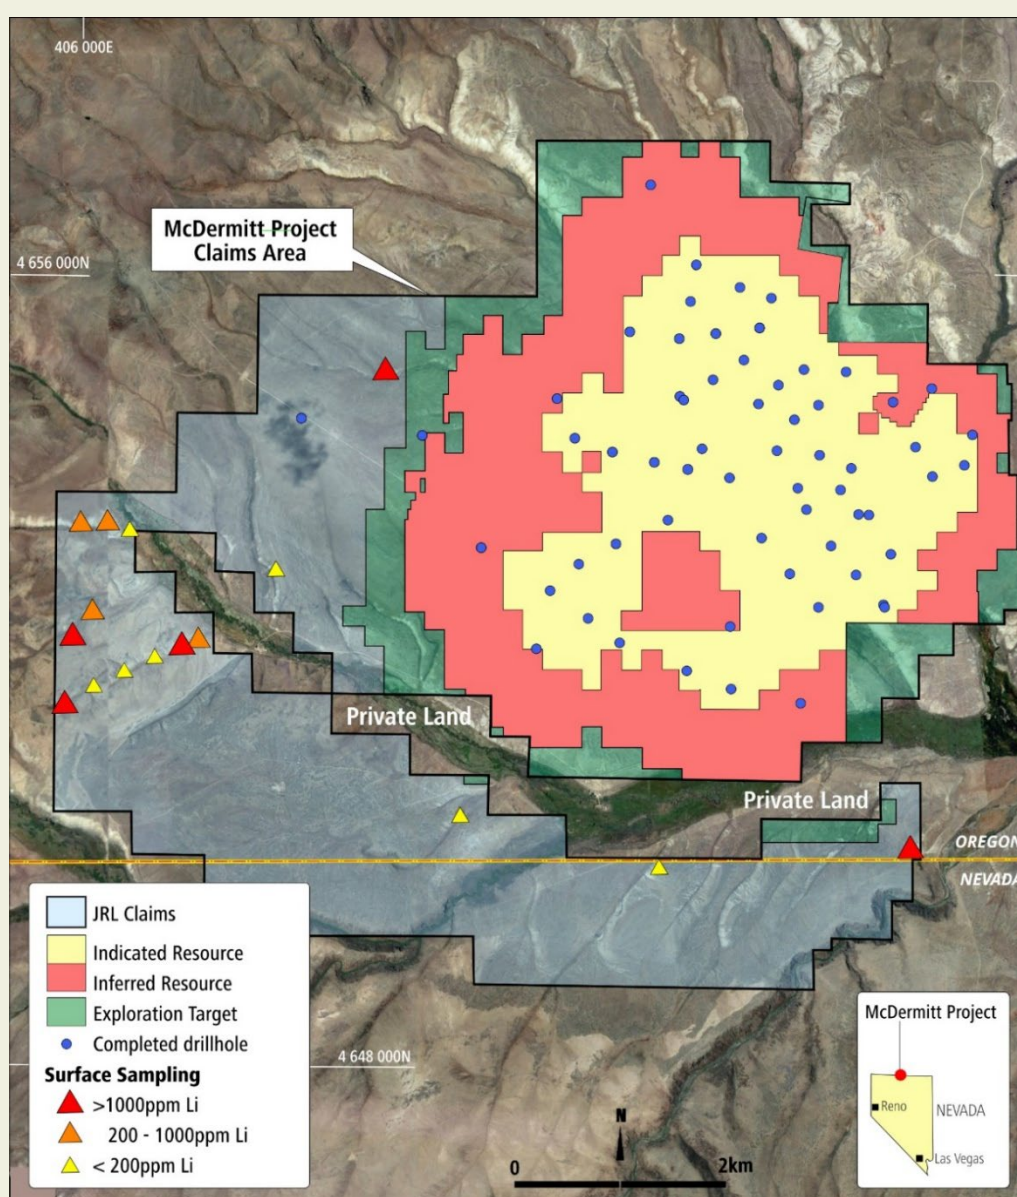 406 000E
McDermitt Project
Claims Area
4 656 000N
Private Land
Private Land
OREGON
NEVADA
JRL Claims
Indicated Resource
Inferred Resource
Exploration Target
Completed drillhole
Surface Sampling
>1000ppm Li
200 - 1000ppm Li
< 200ppm Li
4 648 000N
N
0
2km
McDermitt Project
Reno
NEVADA
Las Vegas